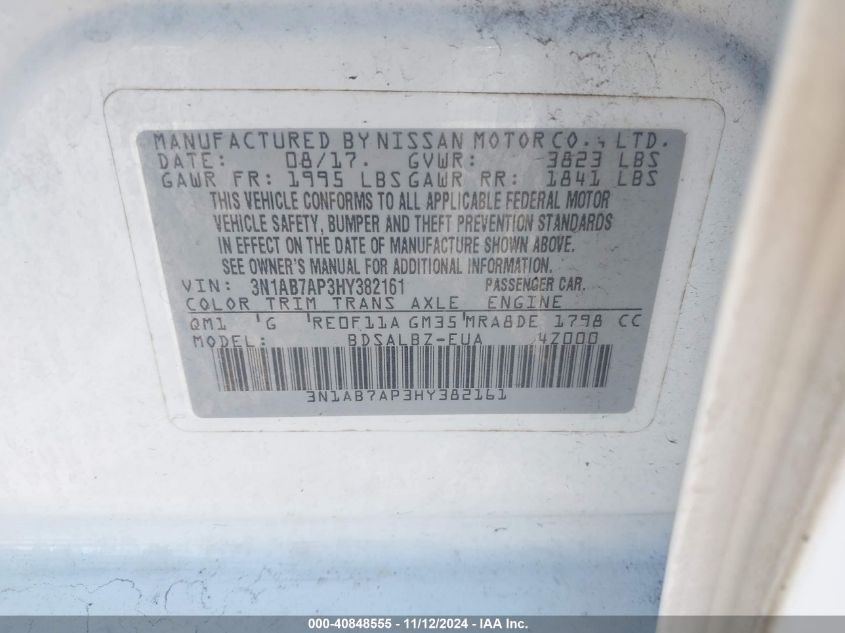 MANUFACTURED BY NISSAN MOTOR CO., LTD.
DATE: 08/17. GVWR: 3823 LBS
GAWR FR: 1995 LBS GAWR RR: 1841 LBS
THIS VEHICLE CONFORMS TO ALL APPLICABLE FEDERAL MOTOR
VEHICLE SAFETY, BUMPER AND THEFT PREVENTION STANDARDS
IN EFFECT ON THE DATE OF MANUFACTURE SHOWN ABOVE.
SEE OWNER'S MANUAL FOR ADDITIONAL INFORMATION.
VIN: 3N1AB7AP3HY382161 PASSENGER CAR.
COLOR TRIM TRANS AXLE ENGINE
QM1 G RE0F11A GM35 MRA8DE 1798 CC
MODEL: BDSALBZ-EUA 4Z000
3N1AB7AP3HY382161
000-40848555 - 11/12/2024 - IAA Inc.